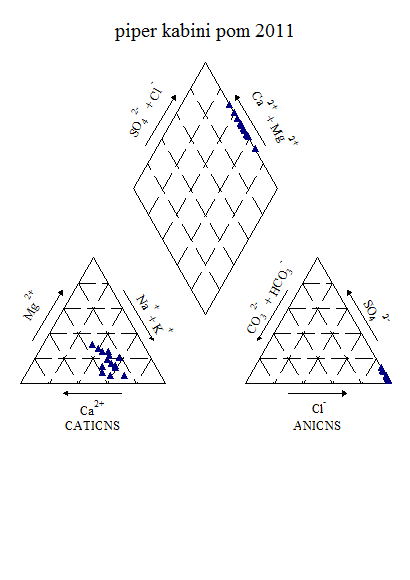 piper kabini pom 2011
SO4 2- + Cl -
Ca 2+ + Mg 2+
Mg 2+
Na + + K +
CO3 2- + HCO3 -
SO4 2-
Ca2+
Cl-
CATICNS
ANICNS